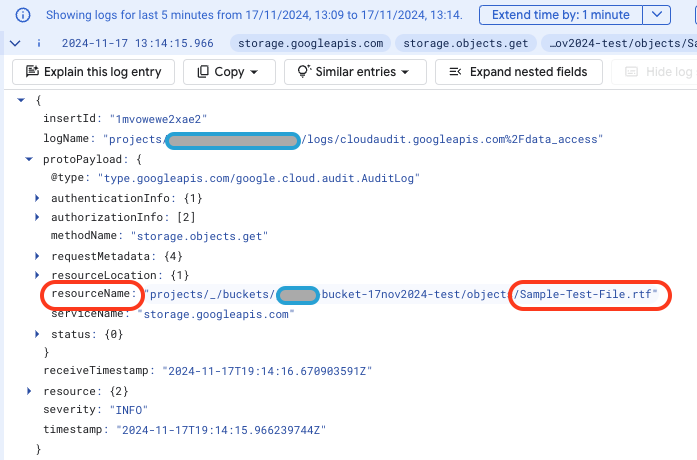 Showing logs for last 5 minutes from 17/11/2024, 13:09 to 17/11/2024, 13:14.
Extend time by: 1 minute
2024-11-17 13:14:15.966 storage.googleapis.com storage.objects.get …ov2024-test/objects/Sa
Explain this log entry Copy Similar entries Expand nested fields Hide log
{
insertId: "1mvowewe2xae2"
logName: "projects/ /logs/cloudaudit.googleapis.com%2Fdata_access"
protoPayload: {
@type: "type.googleapis.com/google.cloud.audit.AuditLog"
authenticationInfo: {1}
authorizationInfo: [2]
methodName: "storage.objects.get"
requestMetadata: {4}
resourceLocation: {1}
resourceName: "projects/_/buckets/ bucket-17nov2024-test/object /Sample-Test-File.rtf"
serviceName: "storage.googleapis.com"
status: {0}
}
receiveTimestamp: "2024-11-17T19:14:16.670903591Z"
resource: {2}
severity: "INFO"
timestamp: "2024-11-17T19:14:15.966239744Z"
}